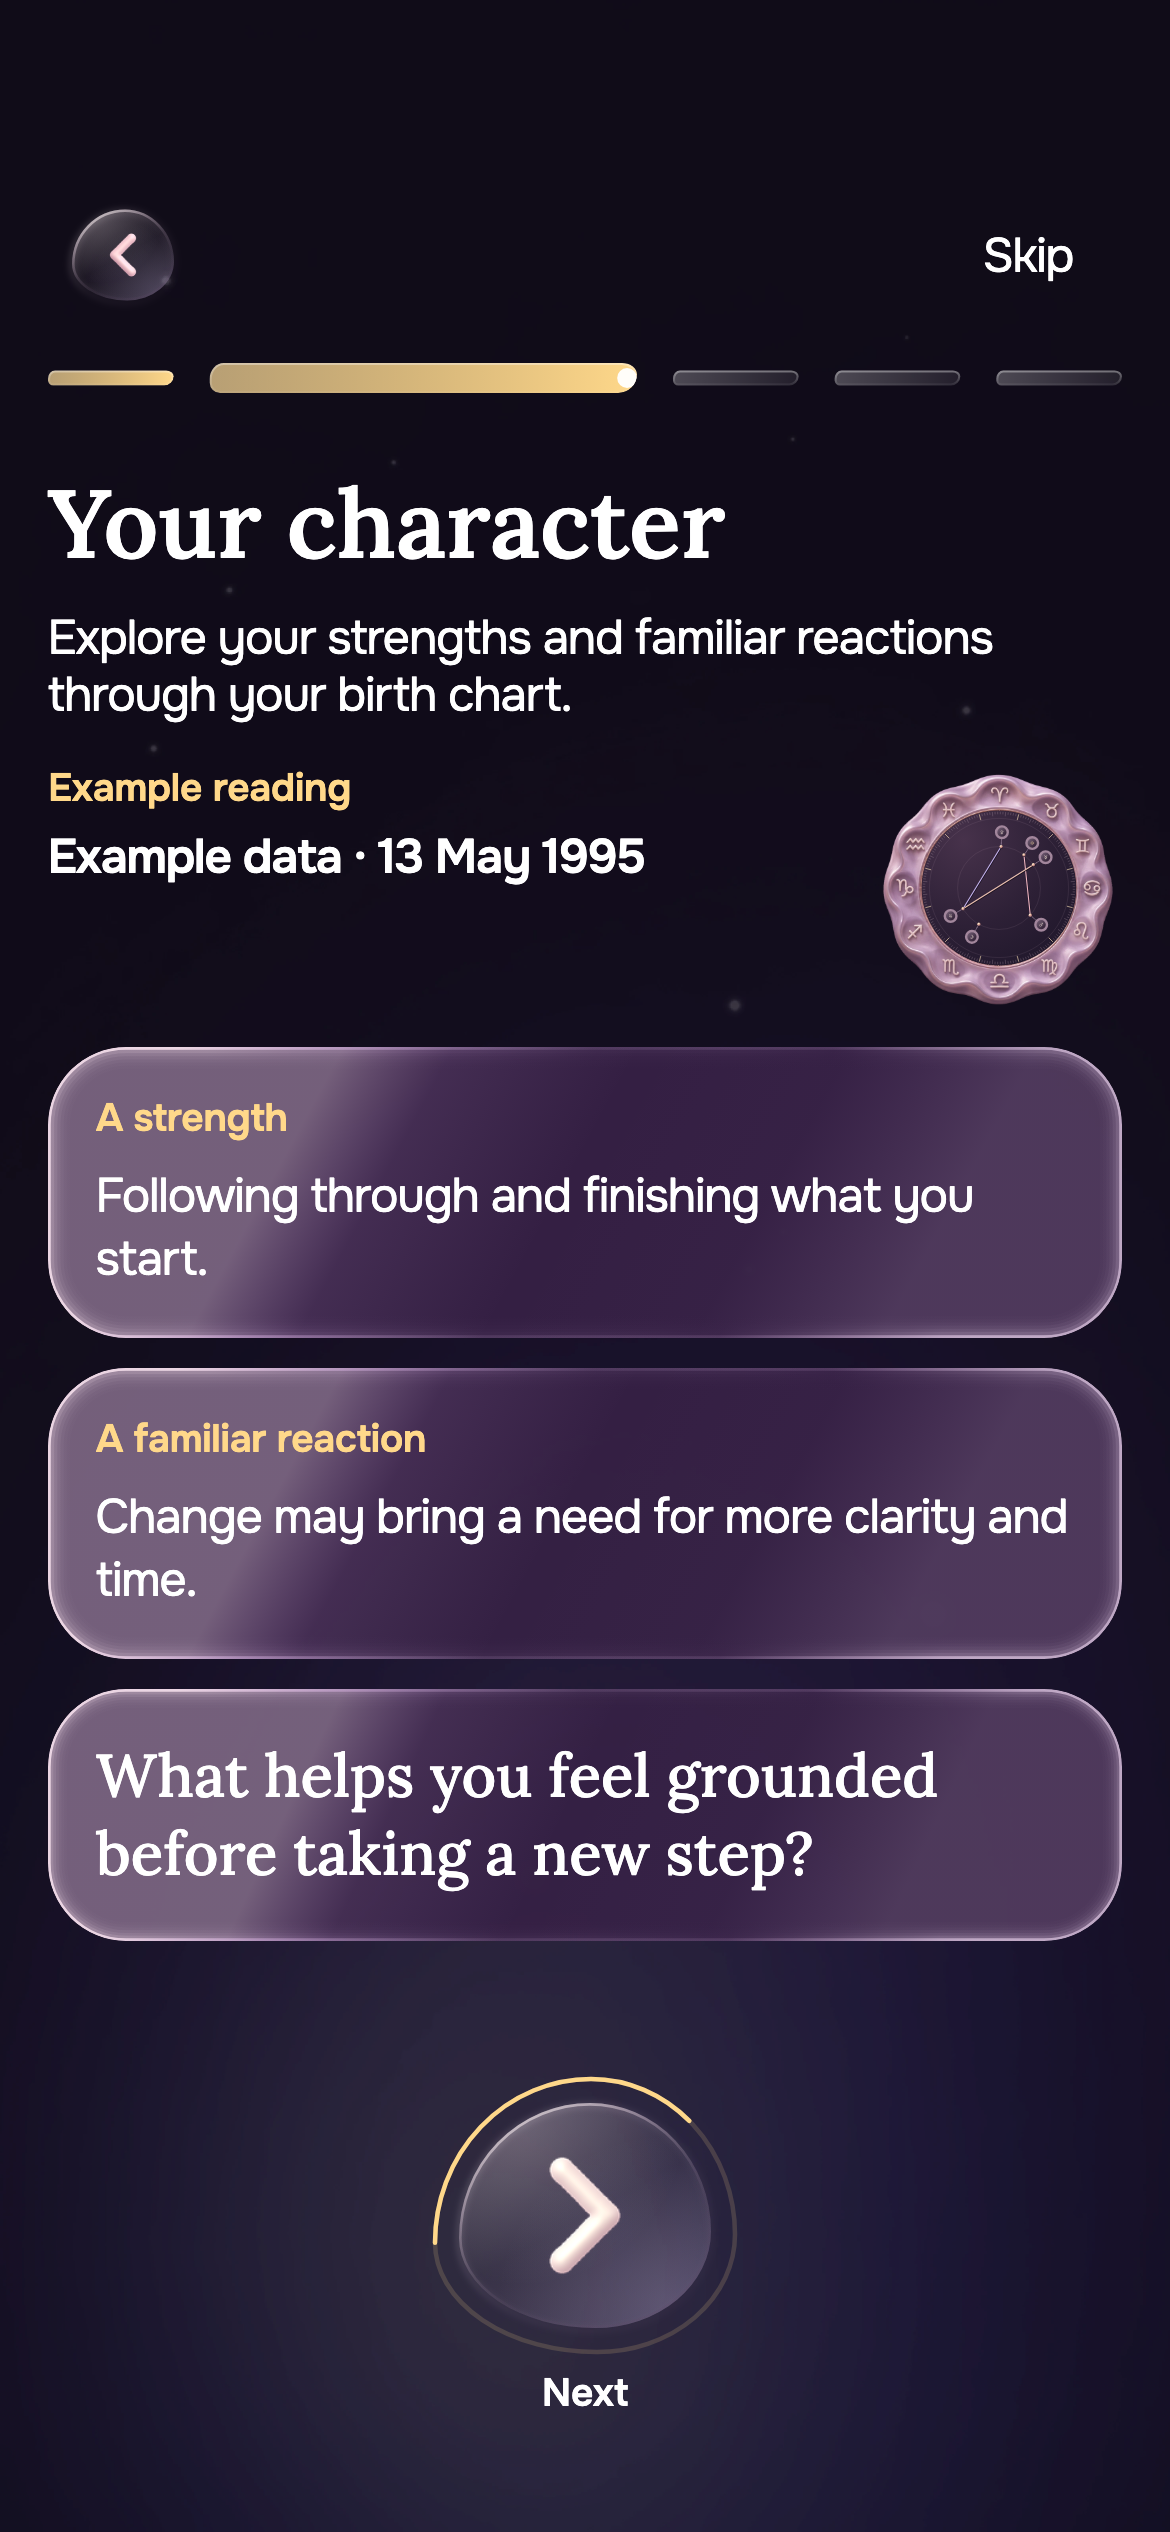 Skip
Your character
Explore your strengths and familiar reactions
through your birth chart.
Example reading
Example data · 13 May 1995
A strength
Following through and finishing what you
start.
A familiar reaction
Change may bring a need for more clarity and
time.
What helps you feel grounded
before taking a new step?
Next